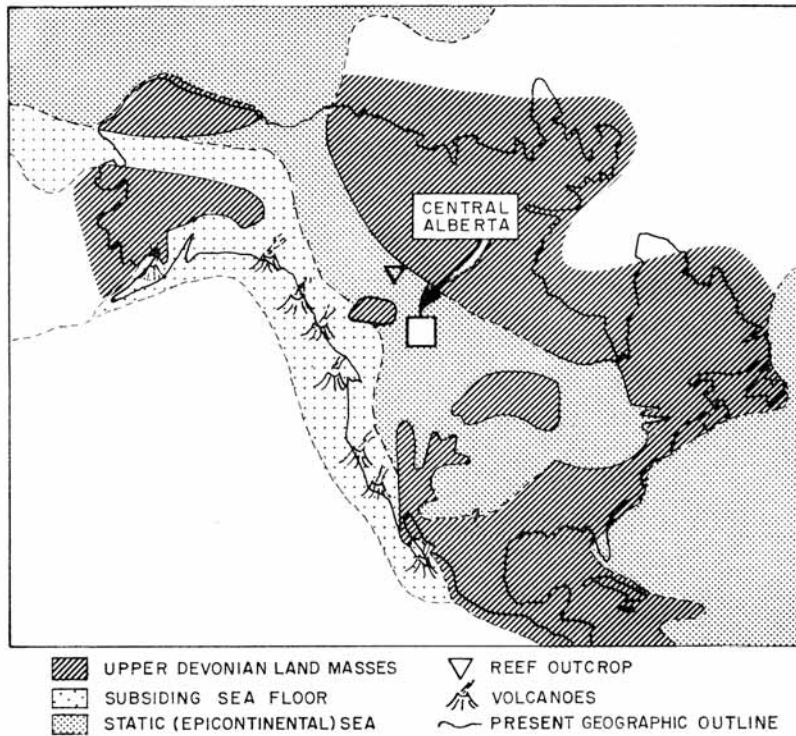 CENTRAL
ALBERTA
UPPER DEVONIAN LAND MASSES
SUBSIDING SEA FLOOR
STATIC (EPICONTINENTAL) SEA
REEF OUTCROP
VOLCANOES
PRESENT GEOGRAPHIC OUTLINE